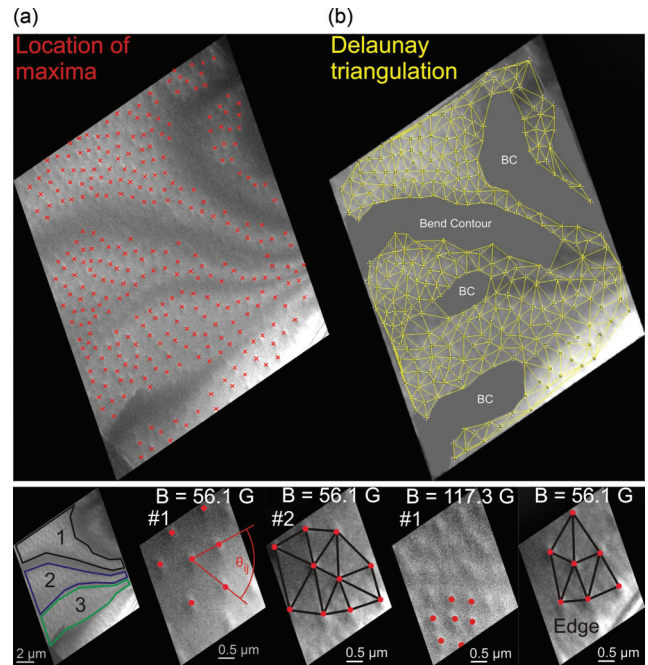 (a)
(b)
Location of
maxima
Delaunay
triangulation
BC
Bend Contour
BC
BC
1
2
3
2 µm
B = 56.1 G
#1
θij
0.5 µm
B = 56.1 G
#2
0.5 µm
B = 117.3 G
#1
0.5 µm
B = 56.1 G
Edge
0.5 µm